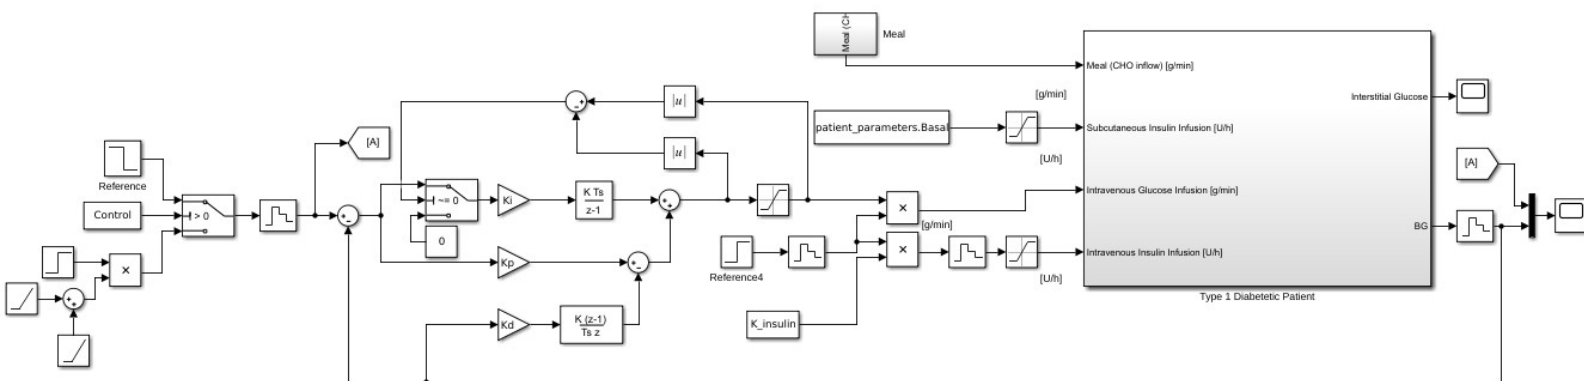 Meal (CH
Meal
Meal (CHO inflow) [g/min]
[g/min]
Interstitial Glucose
patient_parameters.Basal
Subcutaneous Insulin Infusion [U/h]
[U/h]
|u|
|u|
[A]
[A]
Reference
> 0
Control
~= 0
Ki
K Ts
z-1
0
×
Intravenous Glucose Infusion [g/min]
[g/min]
BG
×
×
Kp
Reference4
Intravenous Insulin Infusion [U/h]
[U/h]
Type 1 Diabetetic Patient
Kd
K (z-1)
Ts z
K_insulin